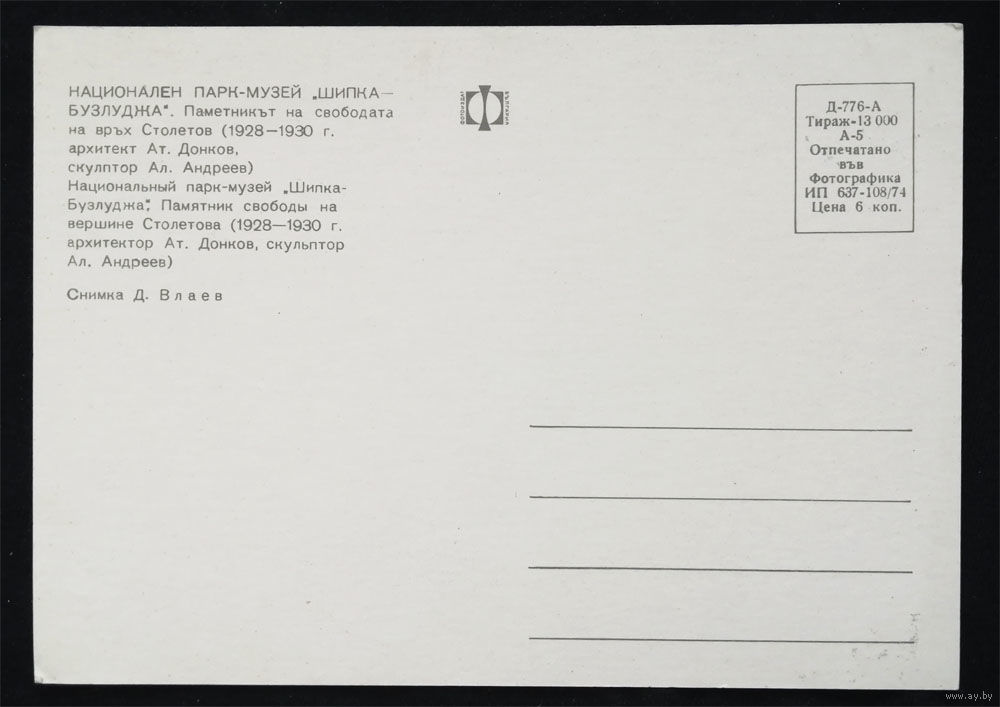 НАЦИОНАЛЕН ПАРК-МУЗЕЙ „ШИПКА—
БУЗЛУДЖА“. Паметникът на свободата
на връх Столетов (1928—1930 г.
архитект Ат. Донков,
скулптор Ал. Андреев)
Национальный парк-музей „Шипка-
Бузлуджа“. Памятник свободы на
вершине Столетова (1928—1930 г.
архитектор Ат. Донков, скульптор
Ал. Андреев)
Снимка Д. Влаев
Д-776-А
Тираж-13 000
А-5
Отпечатано
във
Фотографика
ИП 637-108/74
Цена 6 коп.
www.ay.by